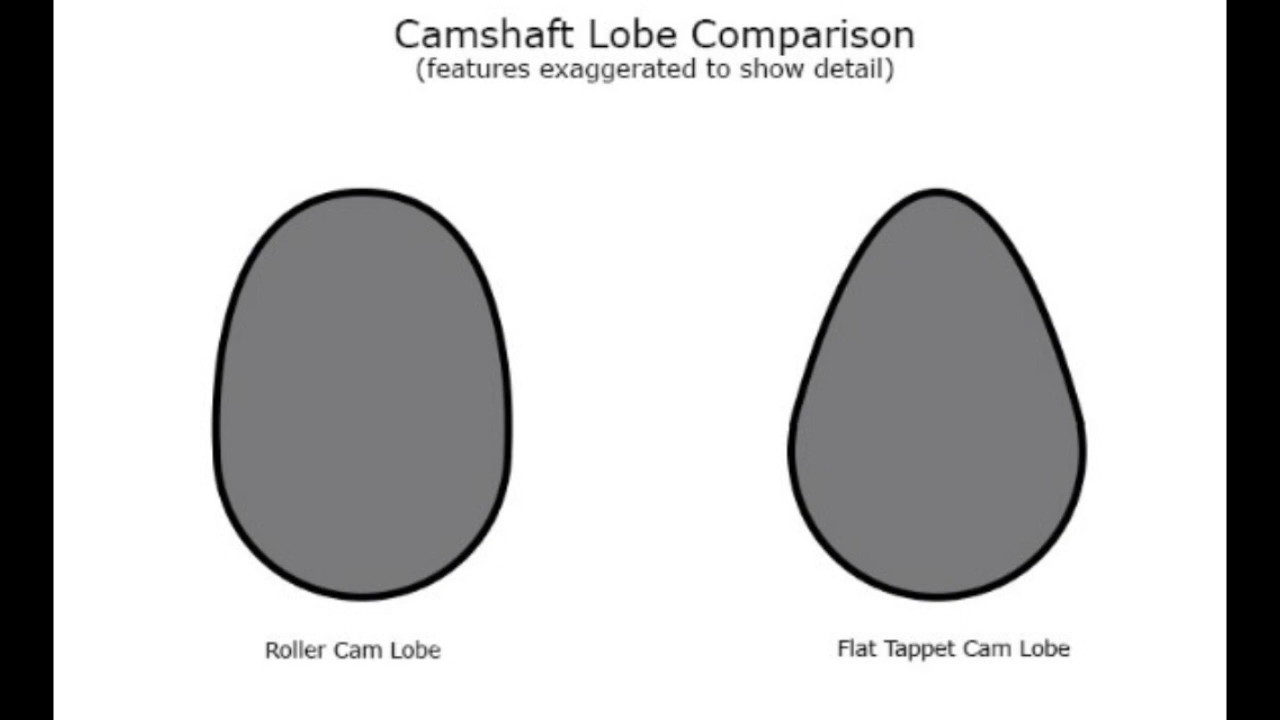 Camshaft Lobe Comparison
(features exaggerated to show detail)
Roller Cam Lobe
Flat Tappet Cam Lobe